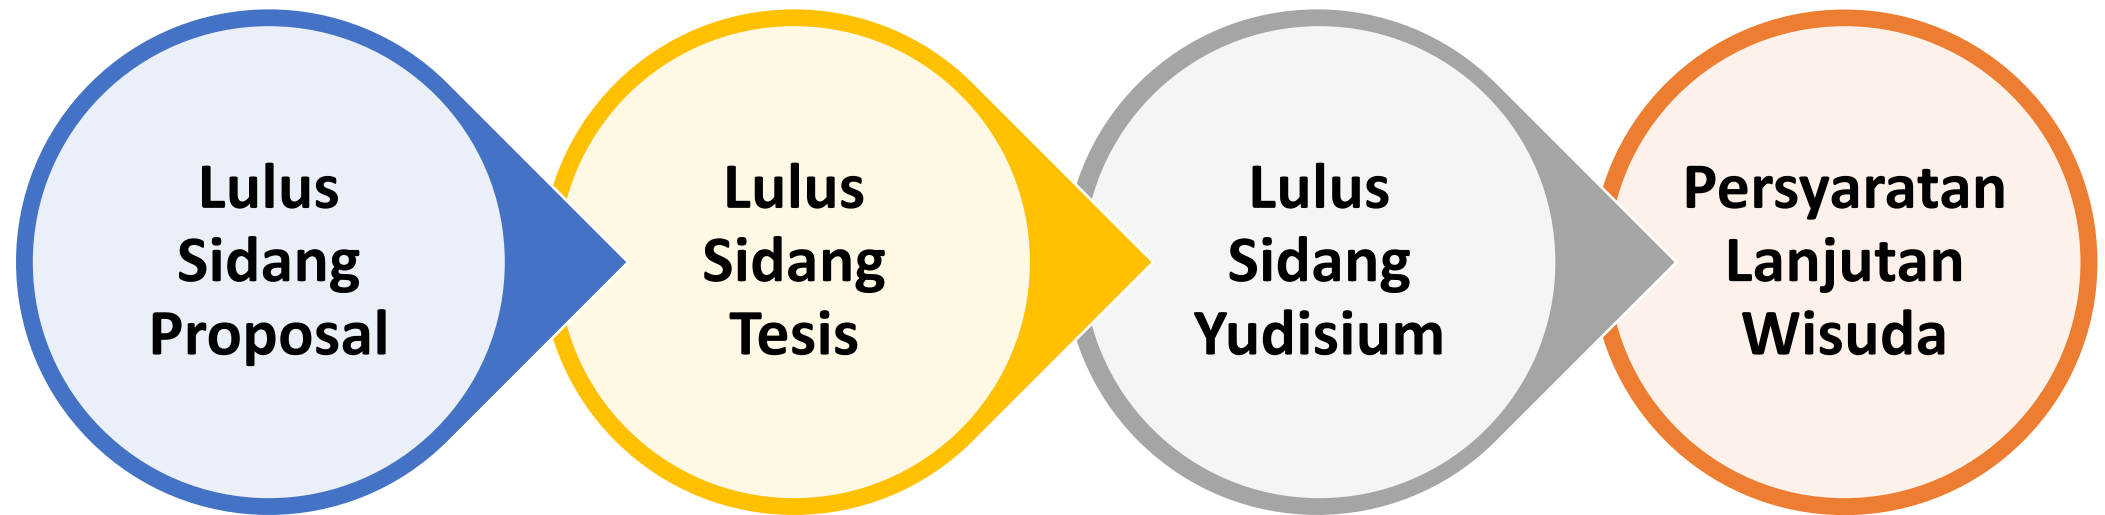 Lulus
Sidang
Proposal
Lulus
Sidang
Tesis
Lulus
Sidang
Yudisium
Persyaratan
Lanjutan
Wisuda